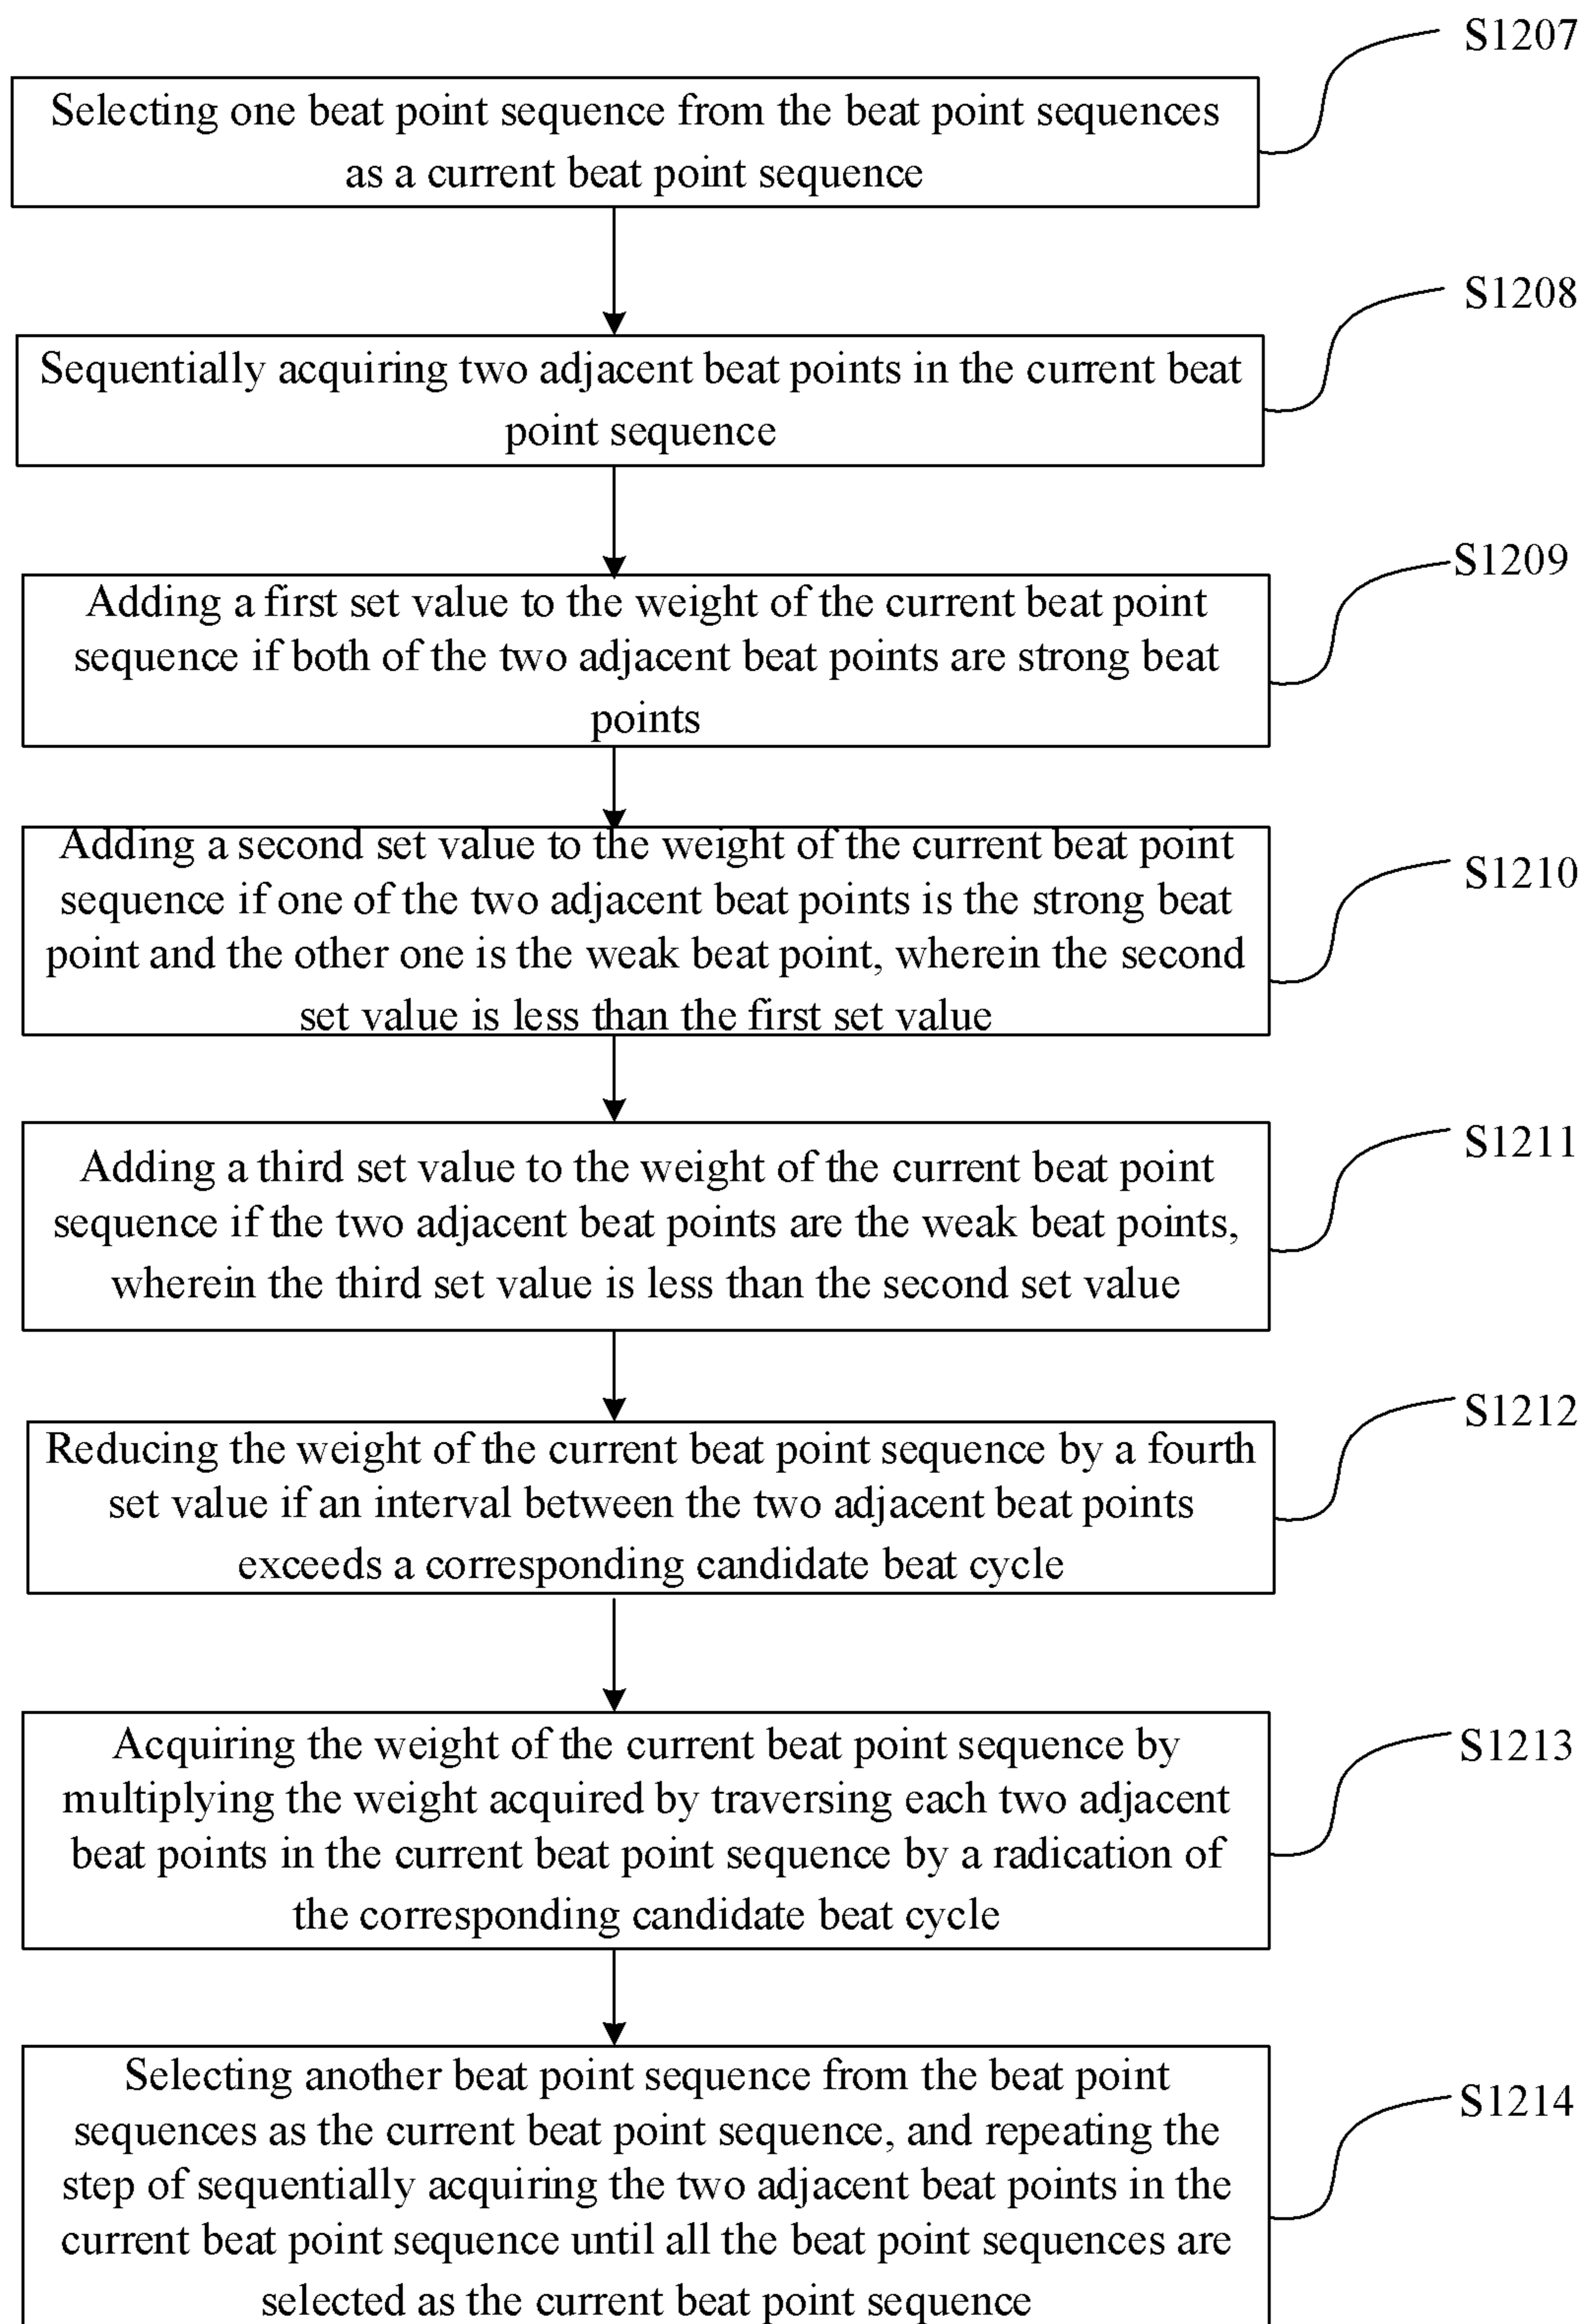 S1207
Selecting one beat point sequence from the beat point sequences
as a current beat point sequence
S1208
Sequentially acquiring two adjacent beat points in the current beat
point sequence
S1209
Adding a first set value to the weight of the current beat point
sequence if both of the two adjacent beat points are strong beat
points
S1210
Adding a second set value to the weight of the current beat point
sequence if one of the two adjacent beat points is the strong beat
point and the other one is the weak beat point, wherein the second
set value is less than the first set value
S1211
Adding a third set value to the weight of the current beat point
sequence if the two adjacent beat points are the weak beat points,
wherein the third set value is less than the second set value
S1212
Reducing the weight of the current beat point sequence by a fourth
set value if an interval between the two adjacent beat points
exceeds a corresponding candidate beat cycle
S1213
Acquiring the weight of the current beat point sequence by
multiplying the weight acquired by traversing each two adjacent
beat points in the current beat point sequence by a radication of
the corresponding candidate beat cycle
S1214
Selecting another beat point sequence from the beat point
sequences as the current beat point sequence, and repeating the
step of sequentially acquiring the two adjacent beat points in the
current beat point sequence until all the beat point sequences are
selected as the current beat point sequence